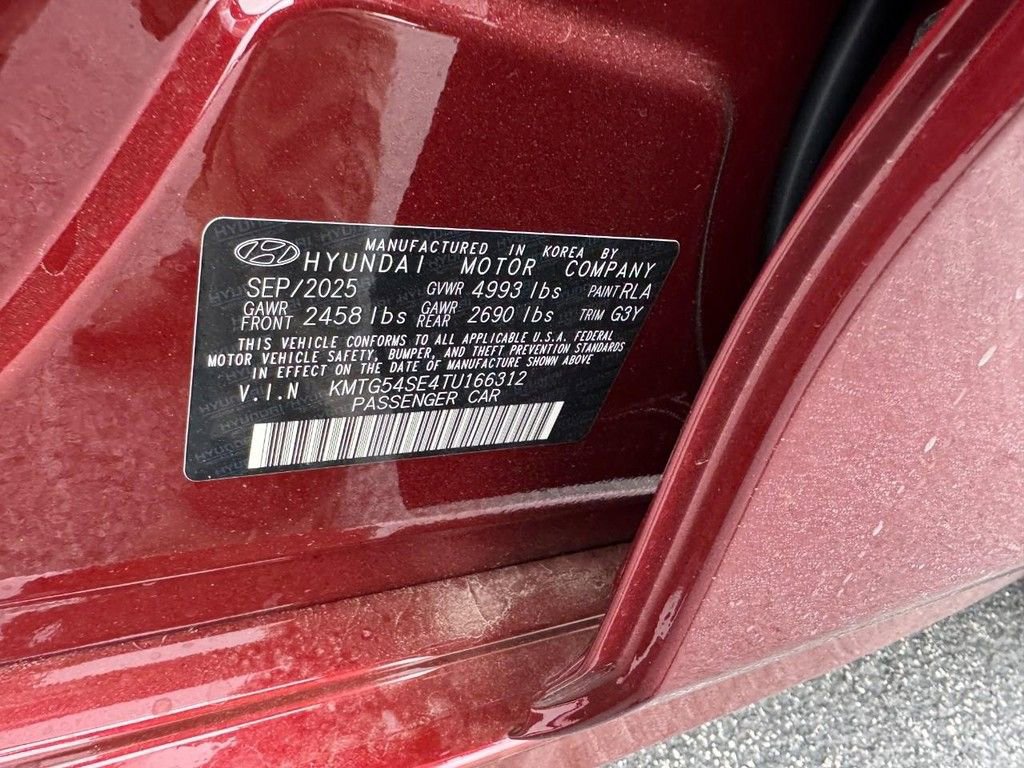 MANUFACTURED IN KOREA BY
HYUNDAI MOTOR COMPANY
SEP/2025 GVWR 4993 lbs PAINT RLA
GAWR FRONT 2458 lbs GAWR REAR 2690 lbs TRIM G3Y
THIS VEHICLE CONFORMS TO ALL APPLICABLE U.S.A. FEDERAL
MOTOR VEHICLE SAFETY, BUMPER, AND THEFT PREVENTION STANDARDS
IN EFFECT ON THE DATE OF MANUFACTURE SHOWN ABOVE
V.I.N KMTG54SE4TU166312
PASSENGER CAR